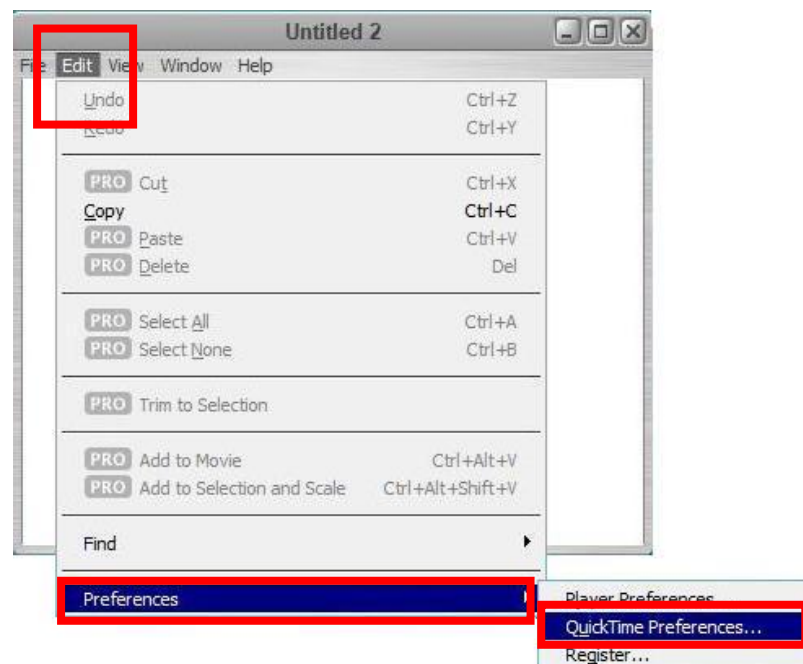 Untitled 2
File Edit View Window Help
Undo Ctrl+Z
Redo Ctrl+Y
PRO Cut Ctrl+X
Copy Ctrl+C
PRO Paste Ctrl+V
PRO Delete Del
PRO Select All Ctrl+A
PRO Select None Ctrl+B
PRO Trim to Selection
PRO Add to Movie Ctrl+Alt+V
PRO Add to Selection and Scale Ctrl+Alt+Shift+V
Find
Preferences
Player Preferences...
QuickTime Preferences...
Register...